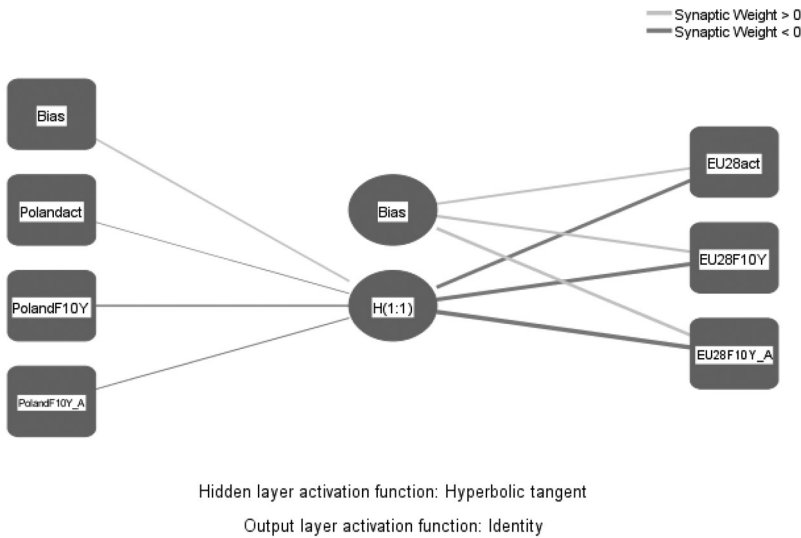 Synaptic Weight > 0
Synaptic Weight < 0
Bias
Polandact
PolandF10Y
PolandF10Y_A
Bias
H(1:1)
EU28act
EU28F10Y
EU28F10Y_A
Hidden layer activation function: Hyperbolic tangent
Output layer activation function: Identity